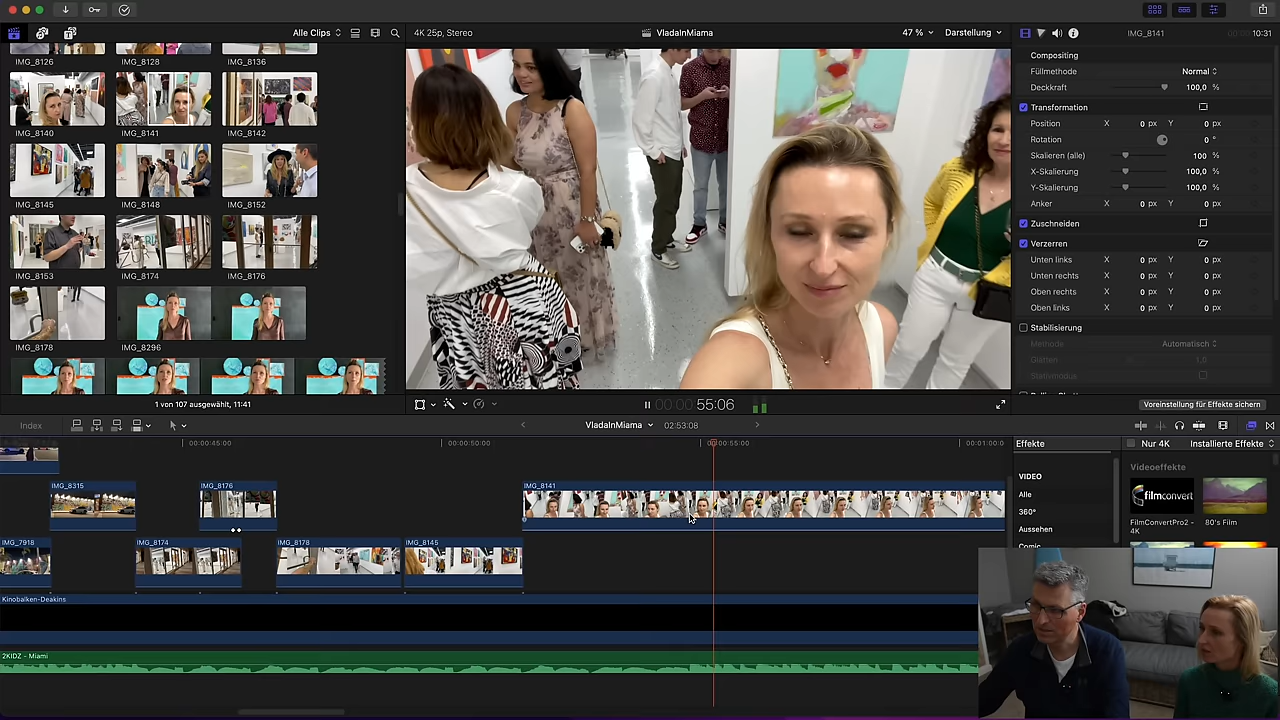 Alle Clips
4K 25p, Stereo
VladaInMiama
47 %
Darstellung
IMG_8141
10:31
IMG_8126
IMG_8128
IMG_8136
IMG_8140
IMG_8141
IMG_8142
IMG_8145
IMG_8148
IMG_8152
IMG_8153
IMG_8174
IMG_8176
IMG_8178
IMG_8296
1 von 107 ausgewählt, 11:41
00:00:55:06
Compositing
Füllmethode Normal
Deckkraft 100,0 %
Transformation
Position X 0 px Y 0 px
Rotation 0 °
Skalieren (alle) 100 %
X-Skalierung 100,0 %
Y-Skalierung 100,0 %
Anker X 0 px Y 0 px
Zuschneiden
Verzerren
Unten links X 0 px Y 0 px
Unten rechts X 0 px Y 0 px
Oben rechts X 0 px Y 0 px
Oben links X 0 px Y 0 px
Stabilisierung
Methode Automatisch
Glätten 1,0
Stativmodus
Voreinstellung für Effekte sichern
Index
VladaInMiama
02:53:08
00:00:45:00
00:00:50:00
00:00:55:00
00:01:00:0
IMG_8315
IMG_8176
IMG_8141
IMG_7918
IMG_8174
IMG_8178
IMG_8145
Kinobalken-Deakins
2KIDZ - Miami
Effekte
Nur 4K
Installierte Effekte
VIDEO
Alle
360°
Aussehen
Comic
Videoeffekte
filmconvert
FilmConvertPro2 - 4K
80's Film